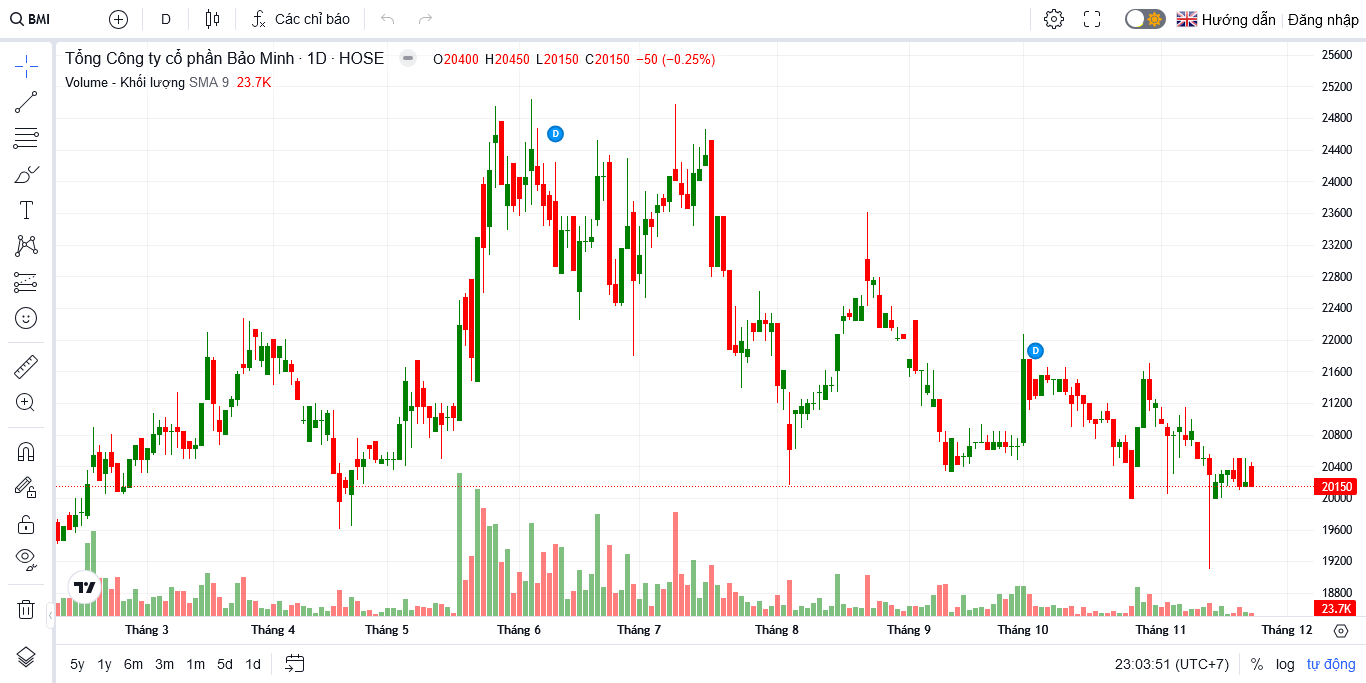 BMI D Các chỉ báo Hướng dẫn Đăng nhập
Tổng Công ty cổ phần Bảo Minh · 1D · HOSE O20400 H20450 L20150 C20150 −50 (−0.25%)
Volume - Khối lượng SMA 9 23.7K
D
D
25600
25200
24800
24400
24000
23600
23200
22800
22400
22000
21600
21200
20800
20400
20150
20000
19600
19200
18800
23.7K
Tháng 3 Tháng 4 Tháng 5 Tháng 6 Tháng 7 Tháng 8 Tháng 9 Tháng 10 Tháng 11 Tháng 12
5y 1y 6m 3m 1m 5d 1d 23:03:51 (UTC+7) % log tự động